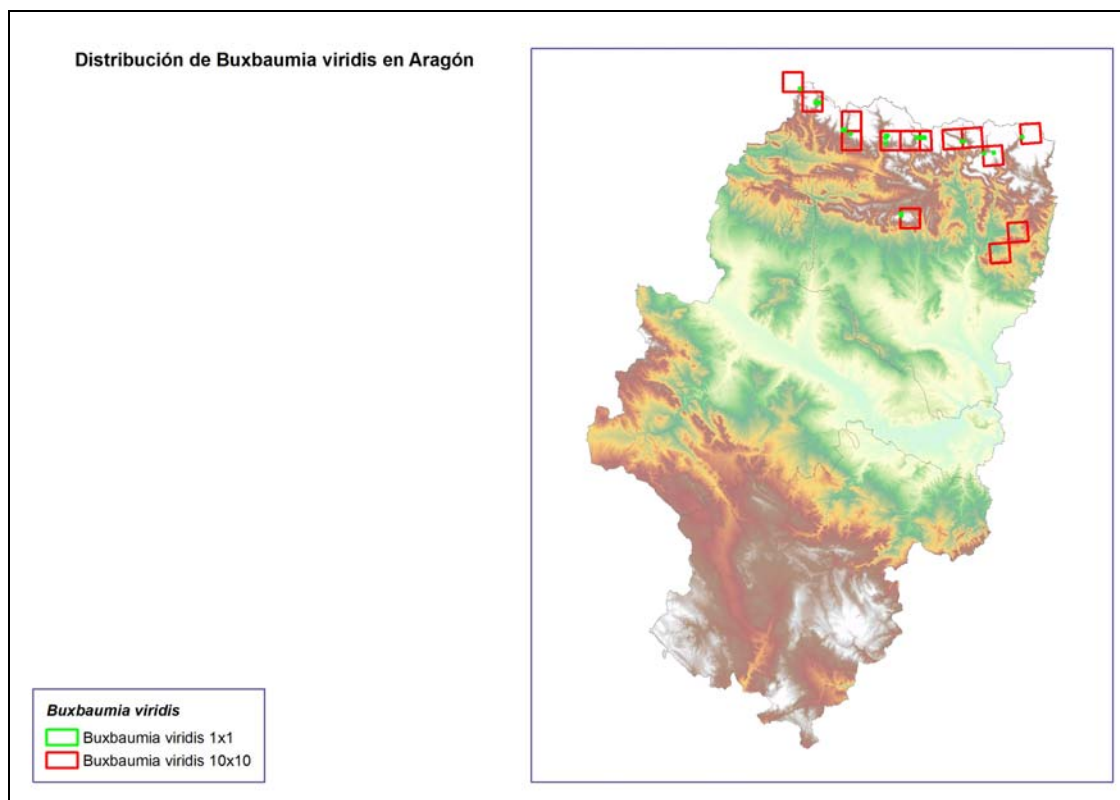 Distribución de Buxbaumia viridis en Aragón
Buxbaumia viridis
Buxbaumia viridis 1x1
Buxbaumia viridis 10x10